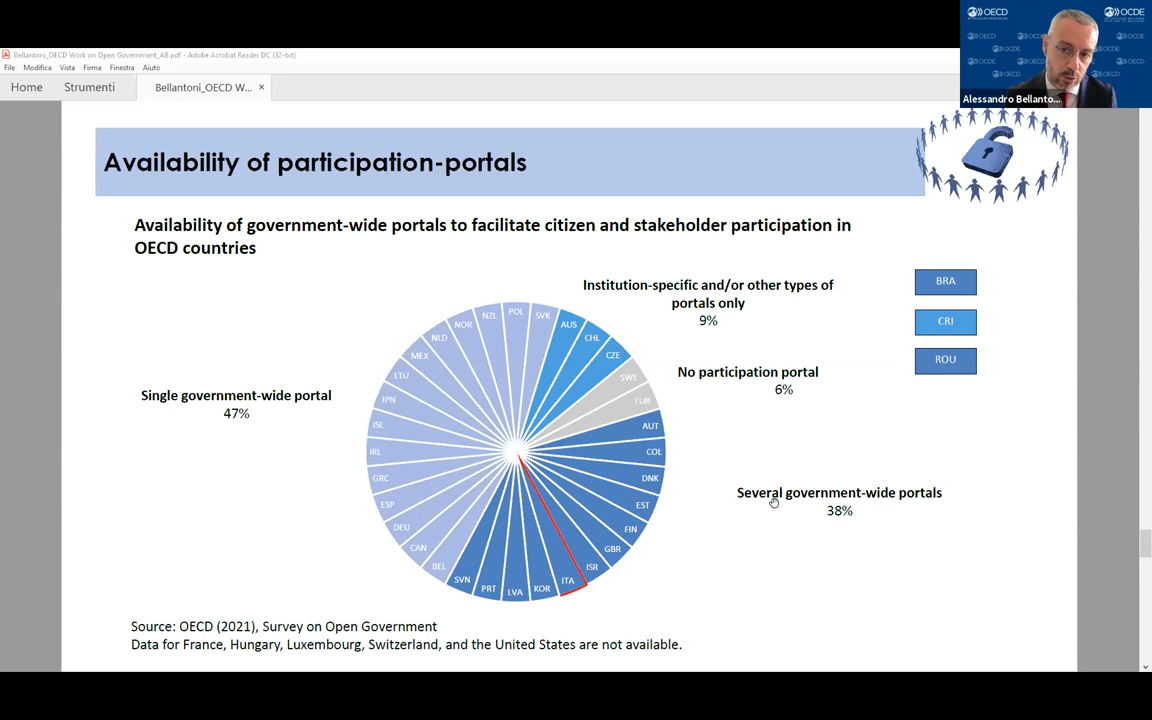 Bellantoni_OECD Work on Open Government_AB.pdf - Adobe Acrobat Reader DC (32-bit)
File Modifica Vista Firma Finestra Aiuto
Home Strumenti Bellantoni_OECD W... ×
OECD OCDE
Alessandro Bellanto...
Availability of participation-portals
Availability of government-wide portals to facilitate citizen and stakeholder participation in
OECD countries
Institution-specific and/or other types of
portals only
9%
No participation portal
6%
Several government-wide portals
38%
Single government-wide portal
47%
BRA
CRI
ROU
POL
SVK
AUS
CHL
CZE
SWE
TUR
AUT
COL
DNK
EST
FIN
GBR
ISR
ITA
KOR
LVA
PRT
SVN
BEL
CAN
DEU
ESP
GRC
IRL
ISL
JPN
LTU
MEX
NLD
NOR
NZL
Source: OECD (2021), Survey on Open Government
Data for France, Hungary, Luxembourg, Switzerland, and the United States are not available.